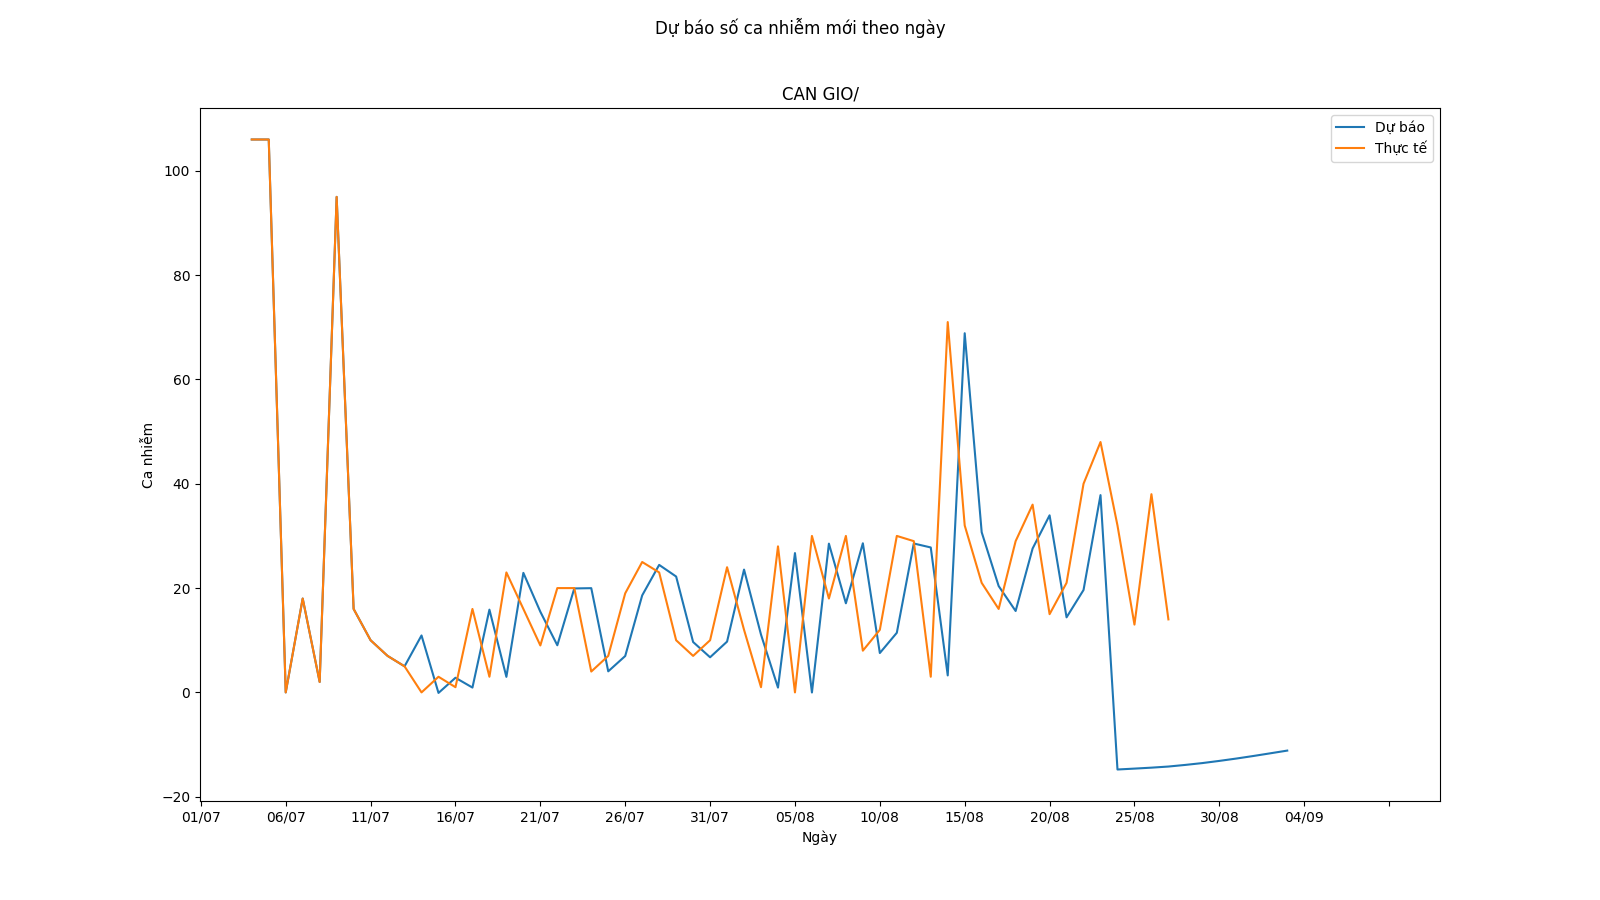 Dự báo số ca nhiễm mới theo ngày
CAN GIO/
Dự báo
Thực tế
100
80
60
40
20
0
−20
Ca nhiễm
01/07 06/07 11/07 16/07 21/07 26/07 31/07 05/08 10/08 15/08 20/08 25/08 30/08 04/09
Ngày